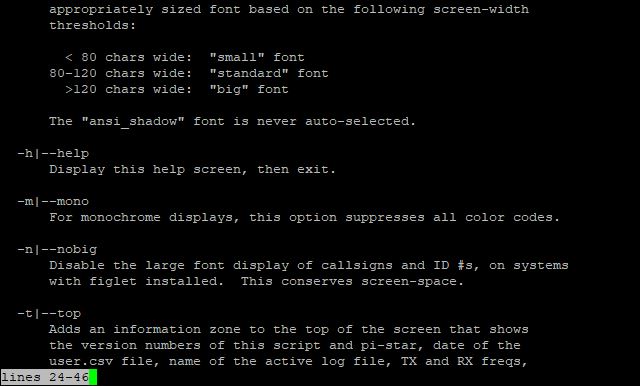 appropriately sized font based on the following screen-width
thresholds:
< 80 chars wide: "small" font
80-120 chars wide: "standard" font
>120 chars wide: "big" font
The "ansi_shadow" font is never auto-selected.
-h|--help
Display this help screen, then exit.
-m|--mono
For monochrome displays, this option suppresses all color codes.
-n|--nobig
Disable the large font display of callsigns and ID #s, on systems
with figlet installed. This conserves screen-space.
-t|--top
Adds an information zone to the top of the screen that shows
the version numbers of this script and pi-star, date of the
user.csv file, name of the active log file, TX and RX freqs,
lines 24-46